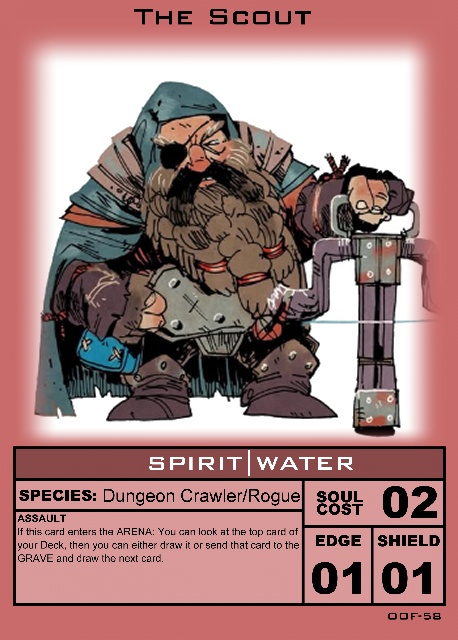 THE SCOUT
SPIRIT|WATER
SPECIES: Dungeon Crawler/Rogue
SOUL COST 02
ASSAULT
If this card enters the ARENA: You can look at the top card of
your Deck, then you can either draw it or send that card to the
GRAVE and draw the next card.
EDGE SHIELD
01 01
OOF-58